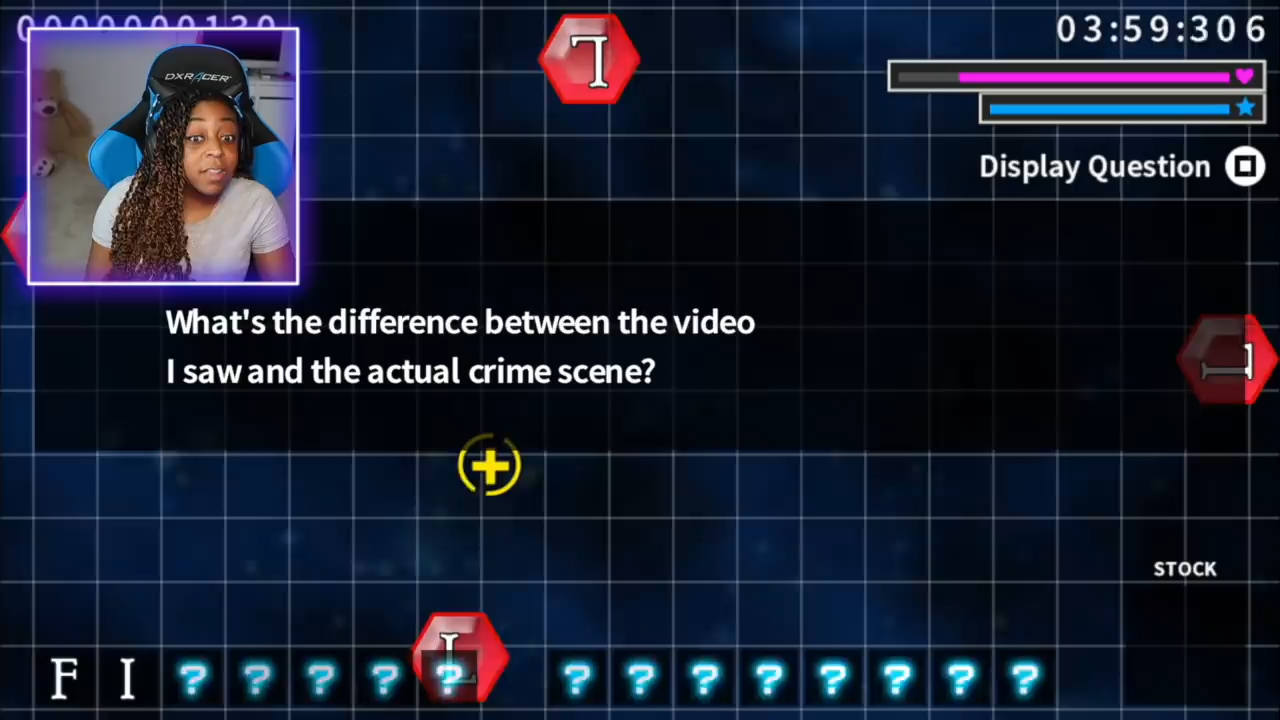 0000000130
03:59:306
DXRACER
L
Display Question
What's the difference between the video
I saw and the actual crime scene?
STOCK
L
F I ? ? ? ? ? ? ? ? ? ? ? ? ?